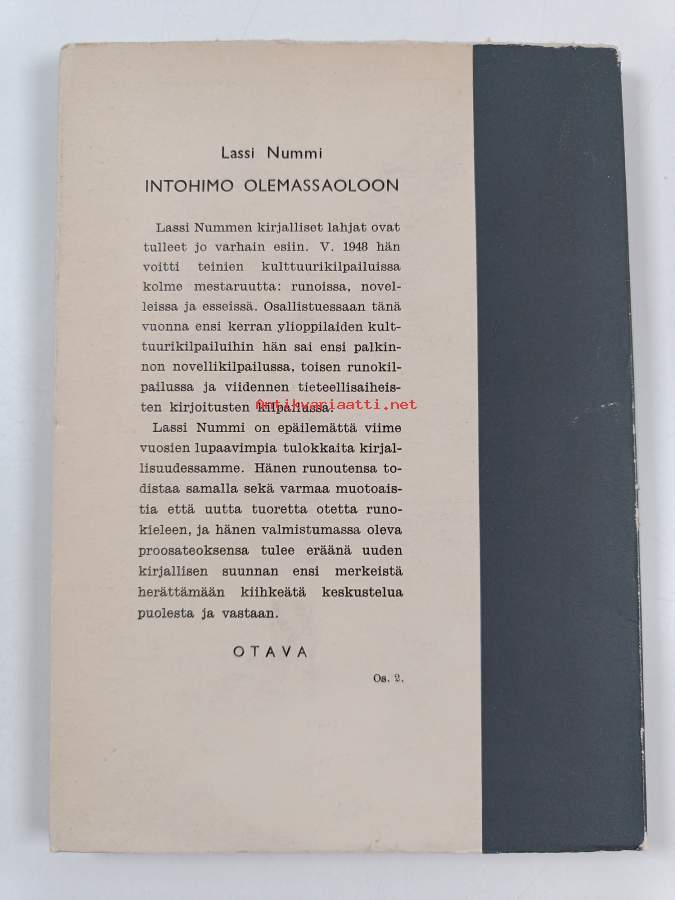 Lassi Nummi
INTOHIMO OLEMASSAOLOON
Lassi Nummen kirjalliset lahjat ovat
tulleet jo varhain esiin. V. 1948 hän
voitti teinien kulttuurikilpailuissa
kolme mestaruutta: runoissa, novel-
leissa ja esseissä. Osallistuessaan tänä
vuonna ensi kerran ylioppilaiden kult-
tuurikilpailuihin hän sai ensi palkin-
non novellikilpailussa, toisen runokil-
pailussa ja viidennen tieteellisaiheis-
ten kirjoitusten kilpailussa.
Antikvariaatti.net
Lassi Nummi on epäilemättä viime
vuosien lupaavimpia tulokkaita kirjal-
lisuudessamme. Hänen runoutensa to-
distaa samalla sekä varmaa muotoais-
tia että uutta tuoretta otetta runo-
kieleen, ja hänen valmistumassa oleva
proosateoksensa tulee eräänä uuden
kirjallisen suunnan ensi merkeistä
herättämään kiihkeätä keskustelua
puolesta ja vastaan.
OTAVA
Os. 2.